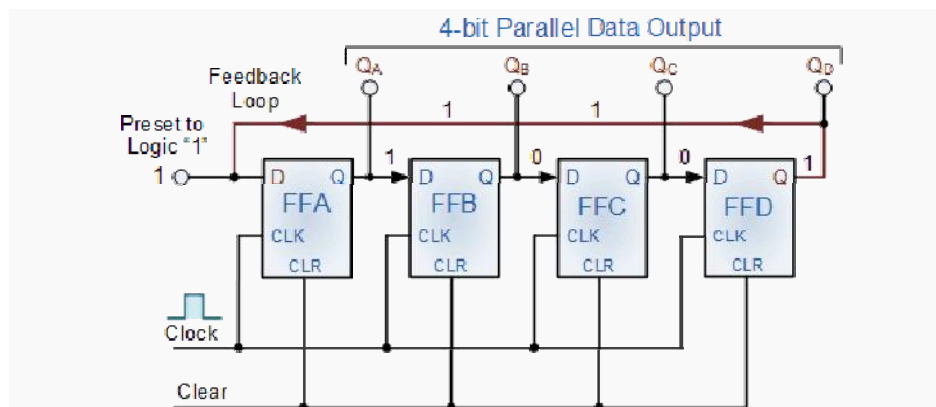 4-bit Parallel Data Output
QA QB QC QD
Feedback
Loop
1 1
Preset to
Logic "1"
1
1 0 0 1
D Q D Q D Q D Q
FFA FFB FFC FFD
CLK CLK CLK CLK
CLR CLR CLR CLR
Clock
Clear